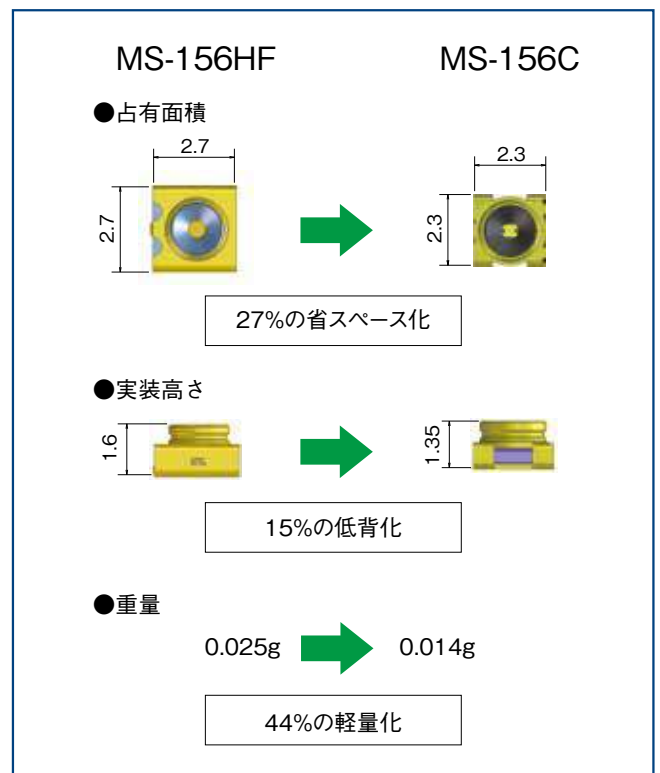 MS-156HF
MS-156C
●占有面積
2.7
2.3
2.7
2.3
27%の省スペース化
●実装高さ
1.6
1.35
15%の低背化
●重量
0.025g
0.014g
44%の軽量化